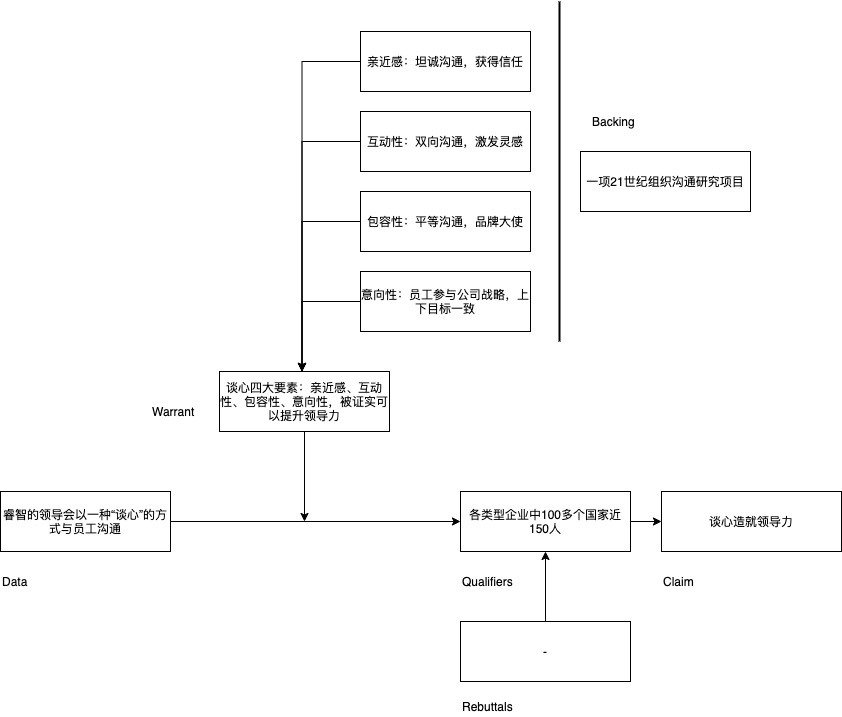 亲近感：坦诚沟通，获得信任
Backing
互动性：双向沟通，激发灵感
一项21世纪组织沟通研究项目
包容性：平等沟通，品牌大使
意向性：员工参与公司战略，上
下目标一致
Warrant
谈心四大要素：亲近感、互动
性、包容性、意向性，被证实可
以提升领导力
睿智的领导会以一种“谈心”的方
式与员工沟通
各类型企业中100多个国家近
150人
谈心造就领导力
Data
Qualifiers
Claim
-
Rebuttals